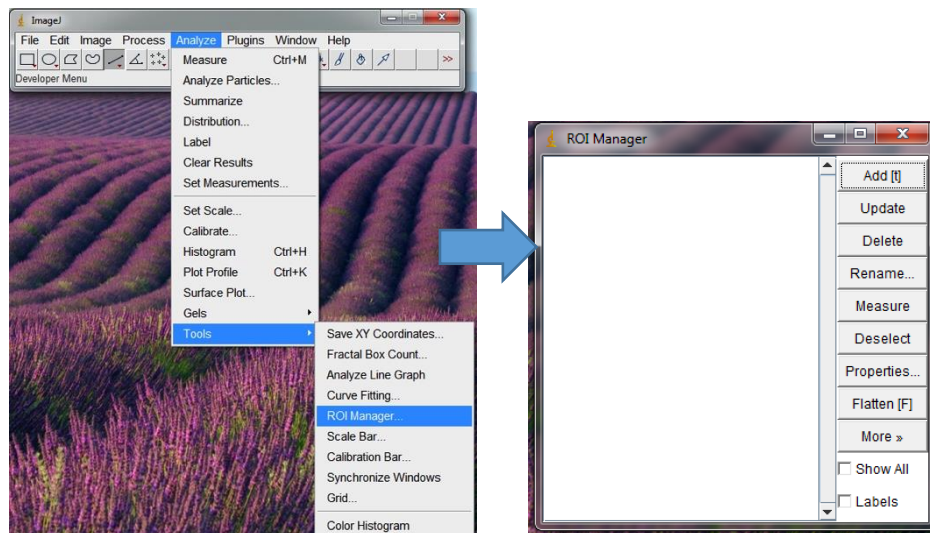 ImageJ
File Edit Image Process Analyze Plugins Window Help
>>
Developer Menu
Measure Ctrl+M
Analyze Particles...
Summarize
Distribution...
Label
Clear Results
Set Measurements...
Set Scale...
Calibrate...
Histogram Ctrl+H
Plot Profile Ctrl+K
Surface Plot...
Gels
Tools
Save XY Coordinates...
Fractal Box Count...
Analyze Line Graph
Curve Fitting...
ROI Manager...
Scale Bar...
Calibration Bar...
Synchronize Windows
Grid...
Color Histogram
ROI Manager
Add [t]
Update
Delete
Rename...
Measure
Deselect
Properties...
Flatten [F]
More »
Show All
Labels